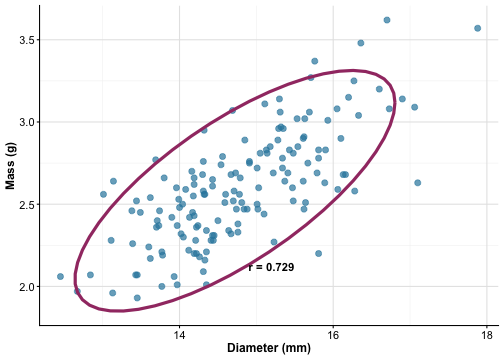 3.5
3.0
2.5
2.0
Mass (g)
r = 0.729
14
16
18
Diameter (mm)